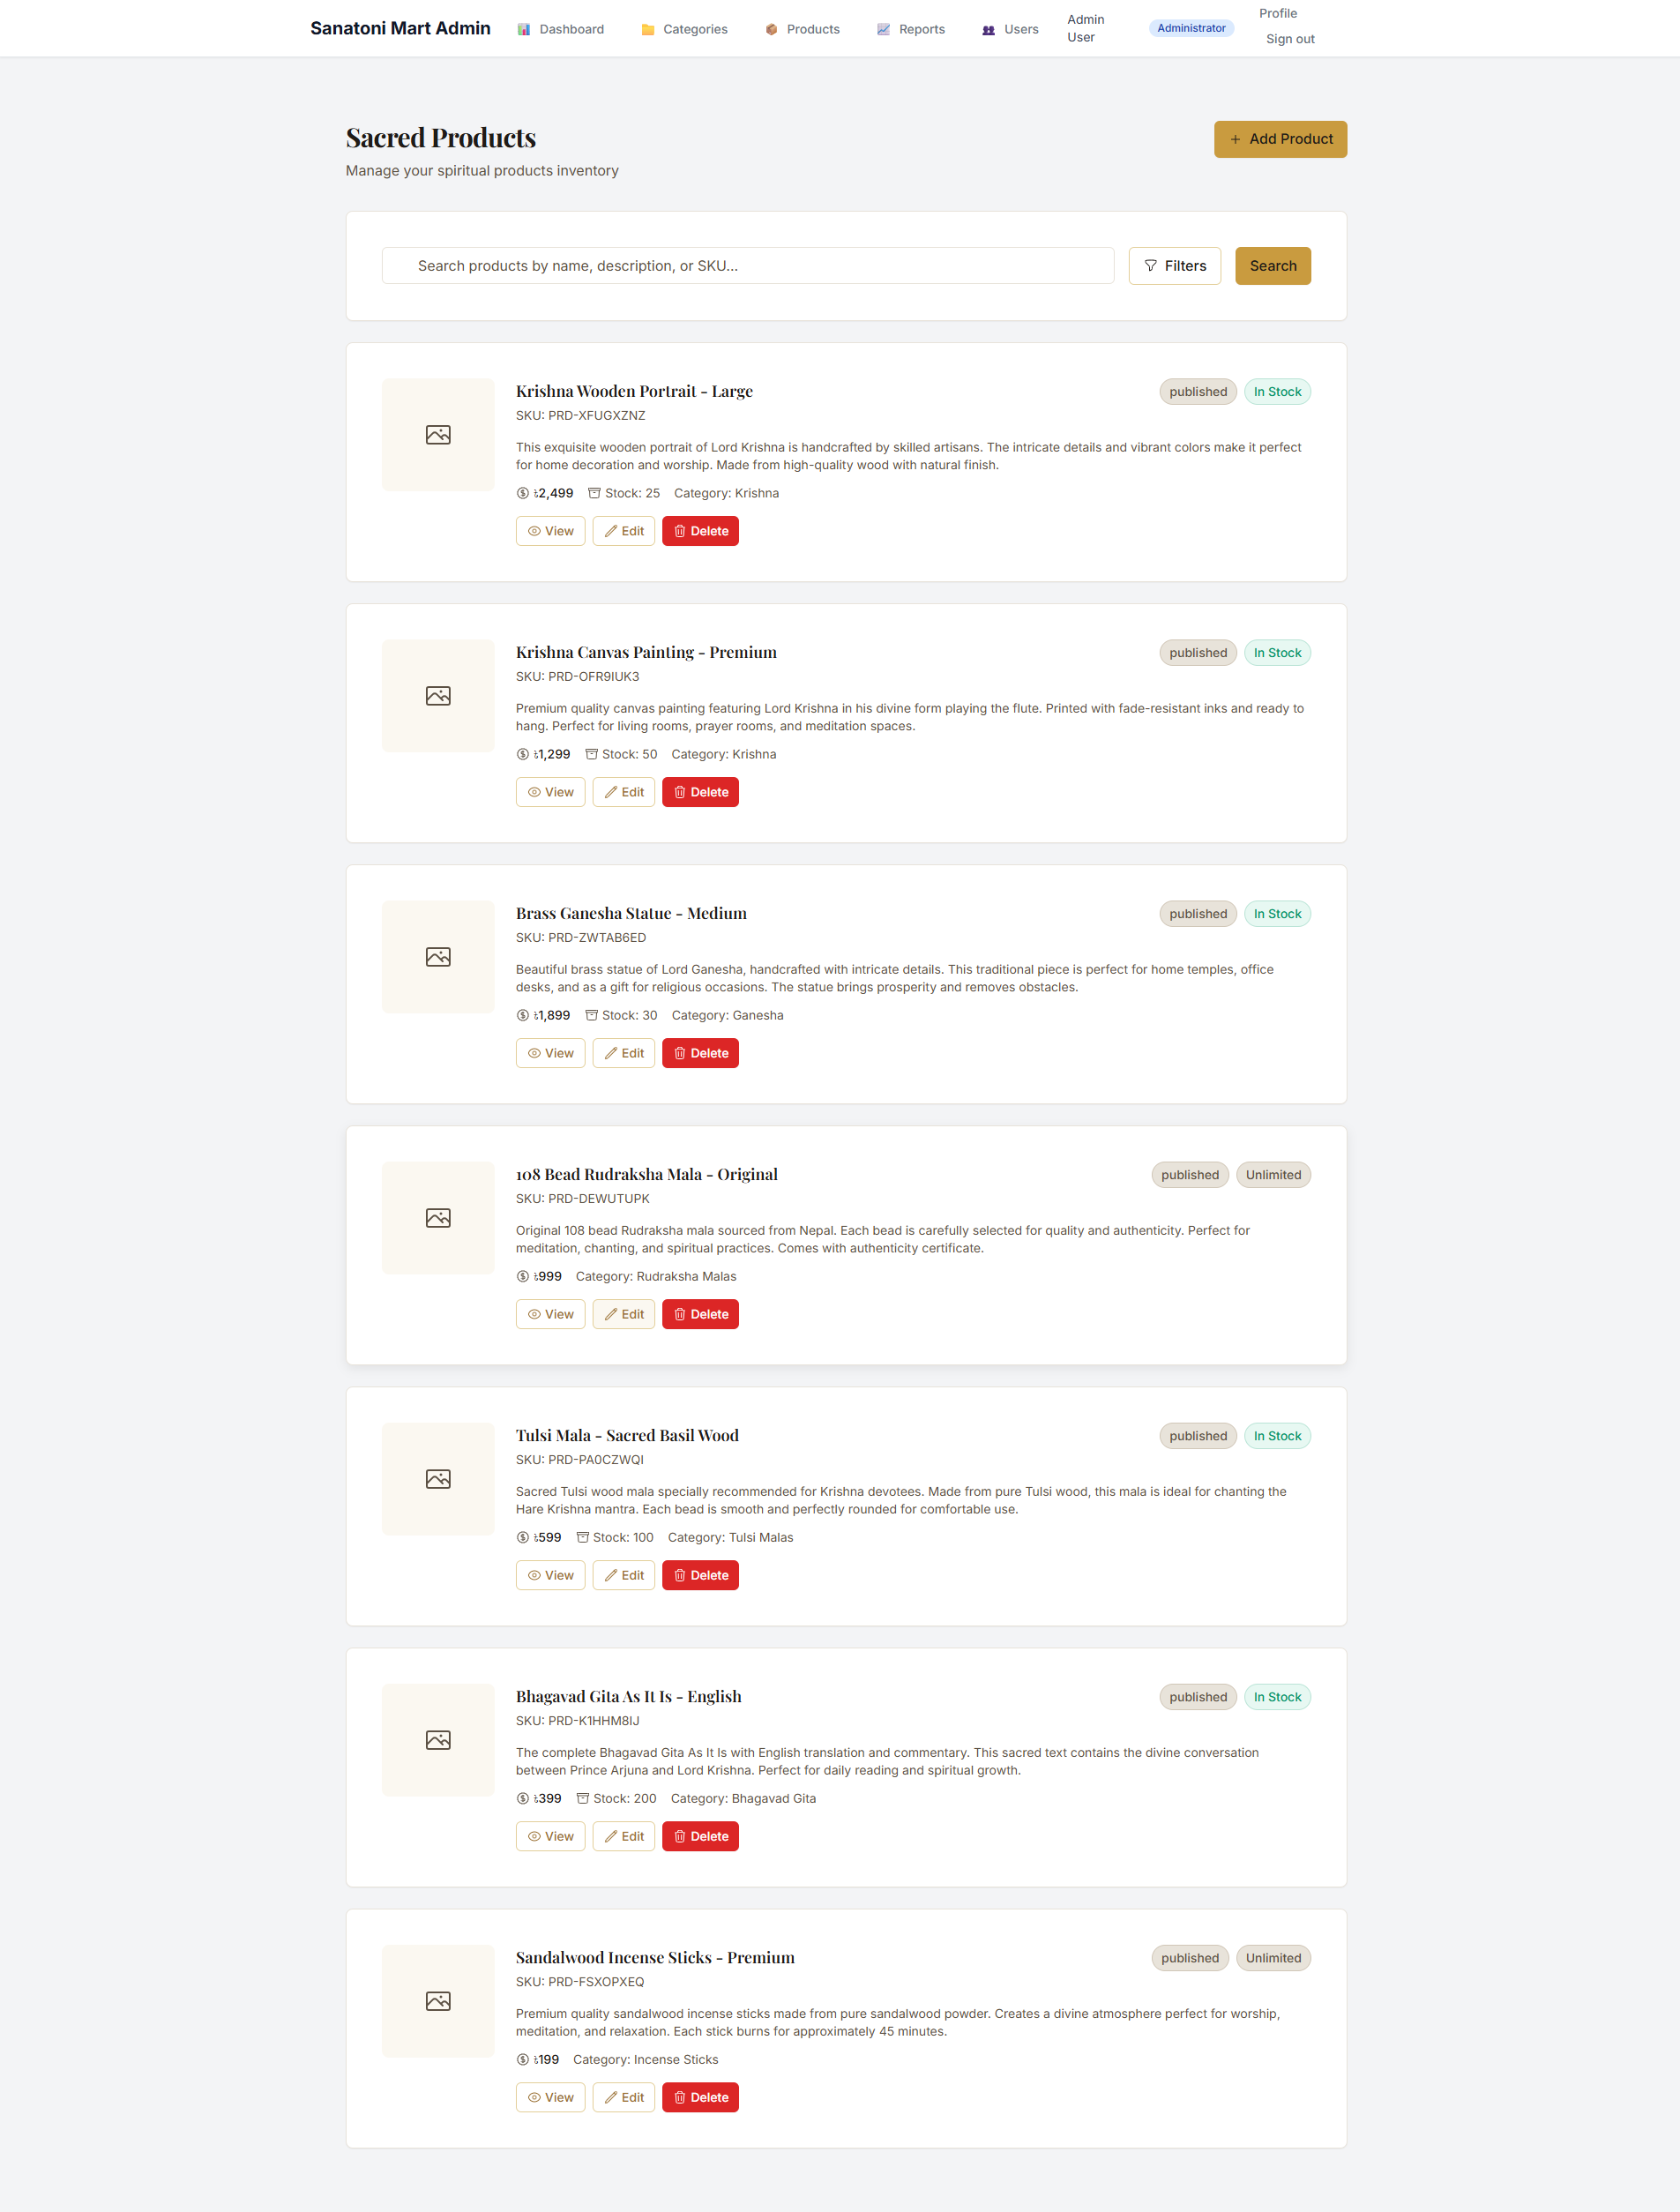 Sanatoni Mart Admin
Dashboard
Categories
Products
Reports
Users
Admin
User
Administrator
Profile
Sign out
Sacred Products
Manage your spiritual products inventory
+ Add Product
Search products by name, description, or SKU...
Filters
Search
Krishna Wooden Portrait - Large
published
In Stock
SKU: PRD-XFUGXZNZ
This exquisite wooden portrait of Lord Krishna is handcrafted by skilled artisans. The intricate details and vibrant colors make it perfect
for home decoration and worship. Made from high-quality wood with natural finish.
৳2,499 Stock: 25 Category: Krishna
View Edit Delete
Krishna Canvas Painting - Premium
published
In Stock
SKU: PRD-OFR9IUK3
Premium quality canvas painting featuring Lord Krishna in his divine form playing the flute. Printed with fade-resistant inks and ready to
hang. Perfect for living rooms, prayer rooms, and meditation spaces.
৳1,299 Stock: 50 Category: Krishna
View Edit Delete
Brass Ganesha Statue - Medium
published
In Stock
SKU: PRD-ZWTAB6ED
Beautiful brass statue of Lord Ganesha, handcrafted with intricate details. This traditional piece is perfect for home temples, office
desks, and as a gift for religious occasions. The statue brings prosperity and removes obstacles.
৳1,899 Stock: 30 Category: Ganesha
View Edit Delete
108 Bead Rudraksha Mala - Original
published
Unlimited
SKU: PRD-DEWUTUPK
Original 108 bead Rudraksha mala sourced from Nepal. Each bead is carefully selected for quality and authenticity. Perfect for
meditation, chanting, and spiritual practices. Comes with authenticity certificate.
৳999 Category: Rudraksha Malas
View Edit Delete
Tulsi Mala - Sacred Basil Wood
published
In Stock
SKU: PRD-PA0CZWQI
Sacred Tulsi wood mala specially recommended for Krishna devotees. Made from pure Tulsi wood, this mala is ideal for chanting the
Hare Krishna mantra. Each bead is smooth and perfectly rounded for comfortable use.
৳599 Stock: 100 Category: Tulsi Malas
View Edit Delete
Bhagavad Gita As It Is - English
published
In Stock
SKU: PRD-K1HHM8IJ
The complete Bhagavad Gita As It Is with English translation and commentary. This sacred text contains the divine conversation
between Prince Arjuna and Lord Krishna. Perfect for daily reading and spiritual growth.
৳399 Stock: 200 Category: Bhagavad Gita
View Edit Delete
Sandalwood Incense Sticks - Premium
published
Unlimited
SKU: PRD-FSXOPXEQ
Premium quality sandalwood incense sticks made from pure sandalwood powder. Creates a divine atmosphere perfect for worship,
meditation, and relaxation. Each stick burns for approximately 45 minutes.
৳199 Category: Incense Sticks
View Edit Delete